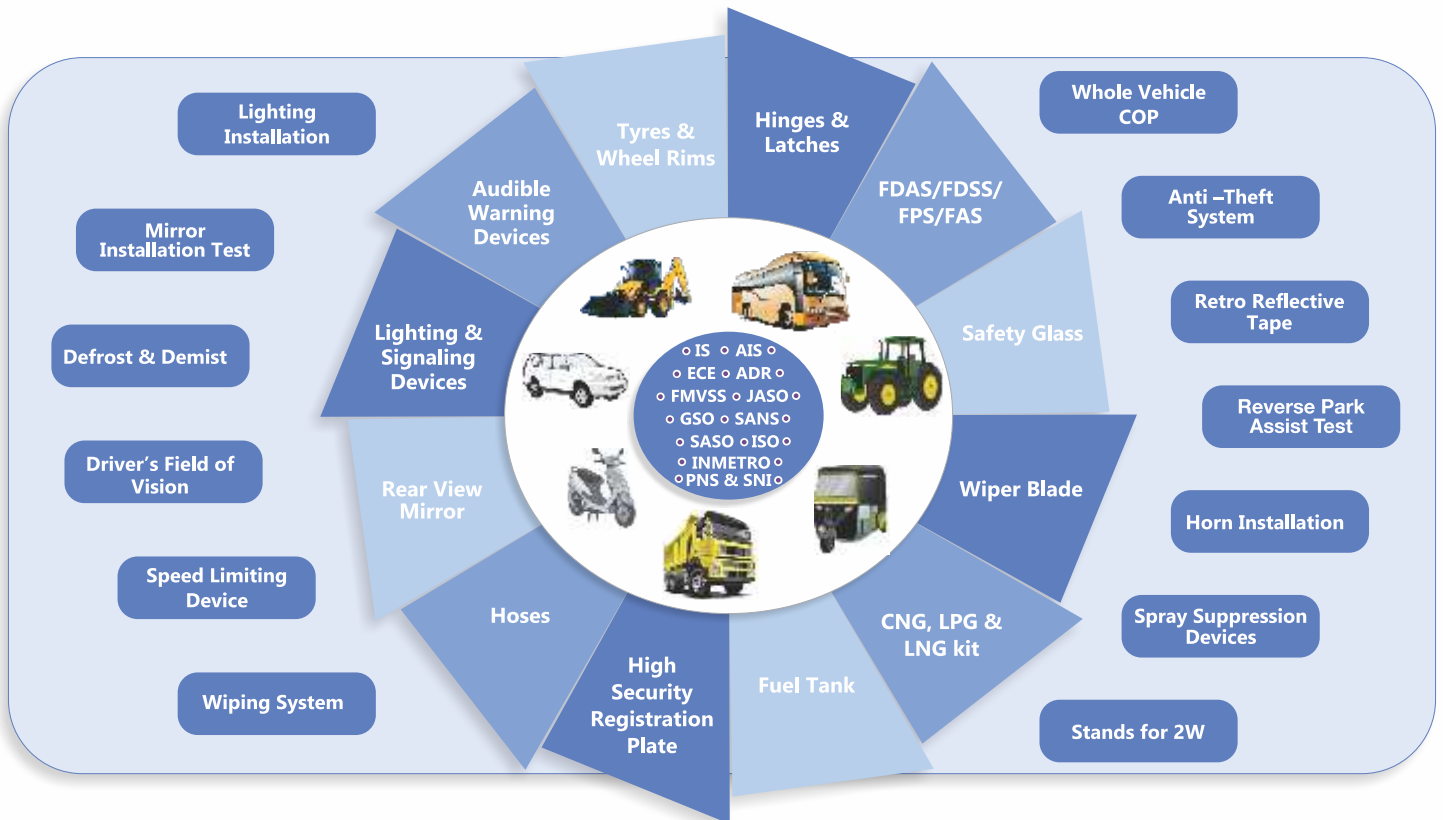 Lighting
Installation
Mirror
Installation Test
Defrost & Demist
Driver's Field of
Vision
Speed Limiting
Device
Wiping System
Hinges &
Latches
FDAS/FDSS/
FPS/FAS
Safety Glass
Wiper Blade
CNG, LPG &
LNG kit
Fuel Tank
High
Security
Registration
Plate
Hoses
Rear View
Mirror
Lighting &
Signaling
Devices
Audible
Warning
Devices
Tyres &
Wheel Rims
IS AIS
ECE ADR
FMVSS JASO
GSO SANS
SASO ISO
INMETRO
PNS & SNI
Whole Vehicle
COP
Anti –Theft
System
Retro Reflective
Tape
Reverse Park
Assist Test
Horn Installation
Spray Suppression
Devices
Stands for 2W